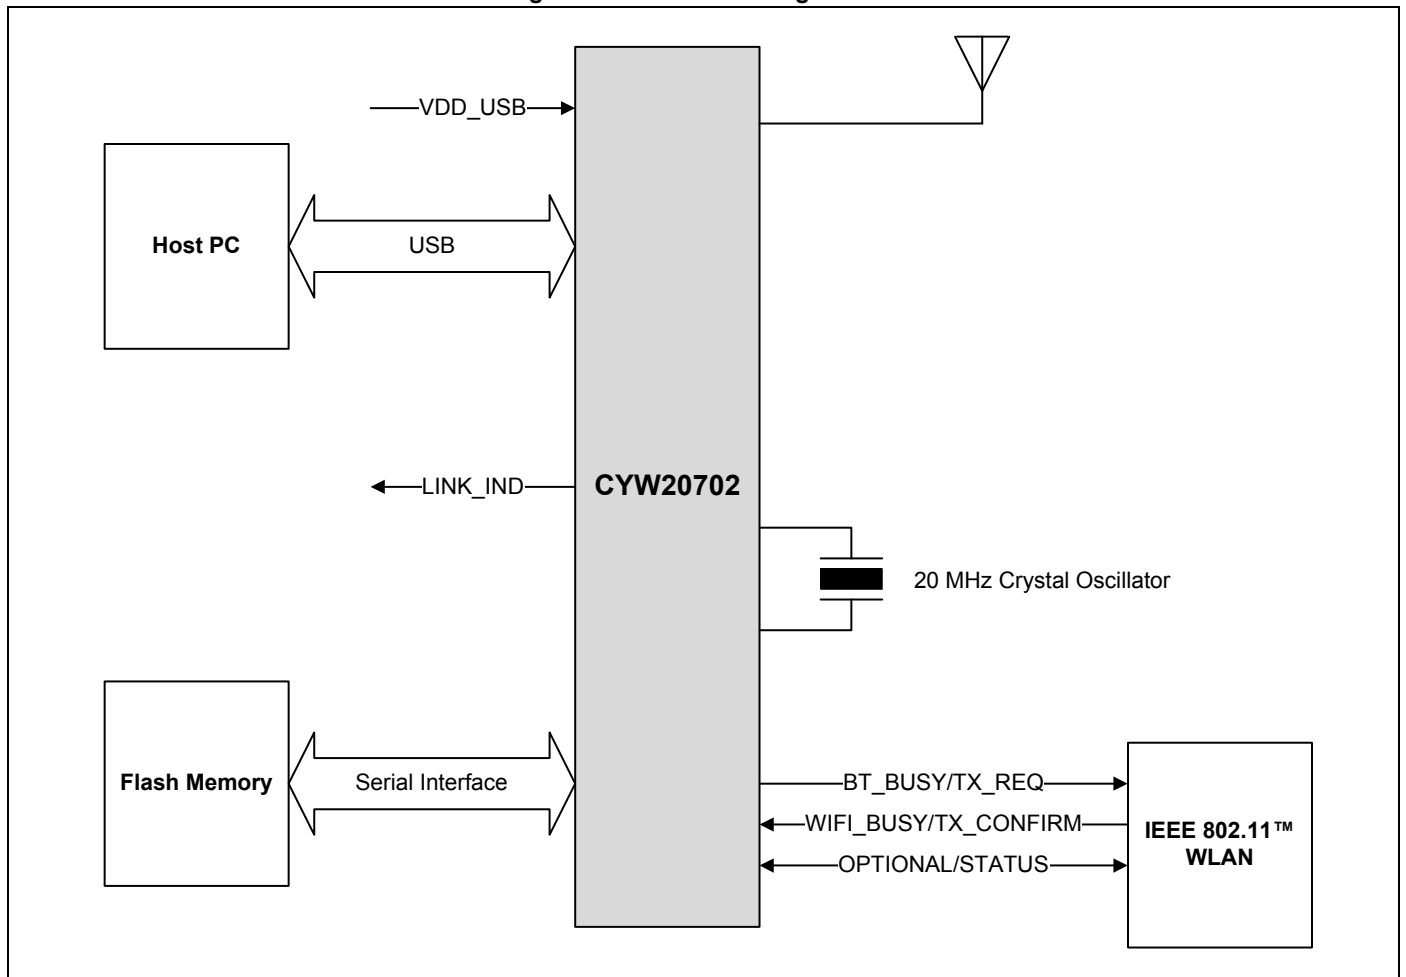 VDD_USB
Host PC
USB
LINK_IND
CYW20702
20 MHz Crystal Oscillator
Flash Memory
Serial Interface
BT_BUSY/TX_REQ
WIFI_BUSY/TX_CONFIRM
OPTIONAL/STATUS
IEEE 802.11™
WLAN